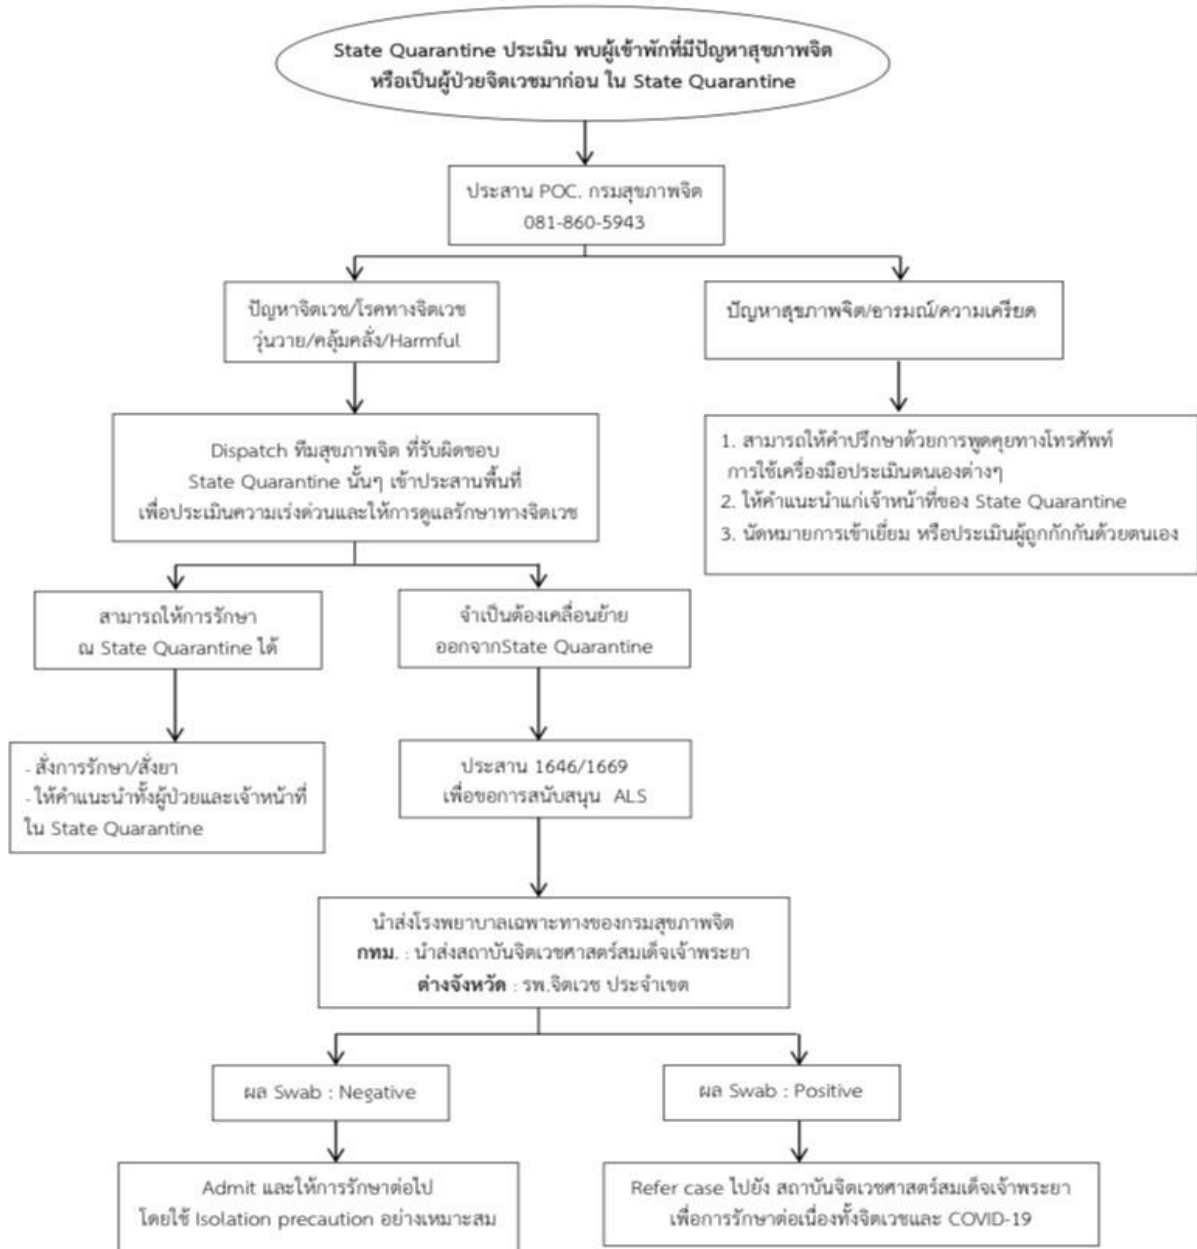 State Quarantine ประเมิน พบผู้เข้าพักที่มีปัญหาสุขภาพจิต
หรือเป็นผู้ป่วยจิตเวชมาก่อน ใน State Quarantine
ประสาน POC. กรมสุขภาพจิต
081-860-5943
ปัญหาจิตเวช/โรคทางจิตเวช
วุ่นวาย/คลุ้มคลั่ง/Harmful
ปัญหาสุขภาพจิต/อารมณ์/ความเครียด
Dispatch ทีมสุขภาพจิต ที่รับผิดชอบ
State Quarantine นั้นๆ เข้าประสานพื้นที่
เพื่อประเมินความเร่งด่วนและให้การดูแลรักษาทางจิตเวช
1. สามารถให้คำปรึกษาด้วยการพูดคุยทางโทรศัพท์
การใช้เครื่องมือประเมินตนเองต่างๆ
2. ให้คำแนะนำแก่เจ้าหน้าที่ของ State Quarantine
3. นัดหมายการเข้าเยี่ยม หรือประเมินผู้ถูกกักกันด้วยตนเอง
สามารถให้การรักษา
ณ State Quarantine ได้
จำเป็นต้องเคลื่อนย้าย
ออกจากState Quarantine
- สั่งการรักษา/สั่งยา
- ให้คำแนะนำทั้งผู้ป่วยและเจ้าหน้าที่
ใน State Quarantine
ประสาน 1646/1669
เพื่อขอการสนับสนุน ALS
นำส่งโรงพยาบาลเฉพาะทางของกรมสุขภาพจิต
กทม. : นำส่งสถาบันจิตเวชศาสตร์สมเด็จเจ้าพระยา
ต่างจังหวัด : รพ.จิตเวช ประจำเขต
ผล Swab : Negative
ผล Swab : Positive
Admit และให้การรักษาต่อไป
โดยใช้ Isolation precaution อย่างเหมาะสม
Refer case ไปยัง สถาบันจิตเวชศาสตร์สมเด็จเจ้าพระยา
เพื่อการรักษาต่อเนื่องทั้งจิตเวชและ COVID-19